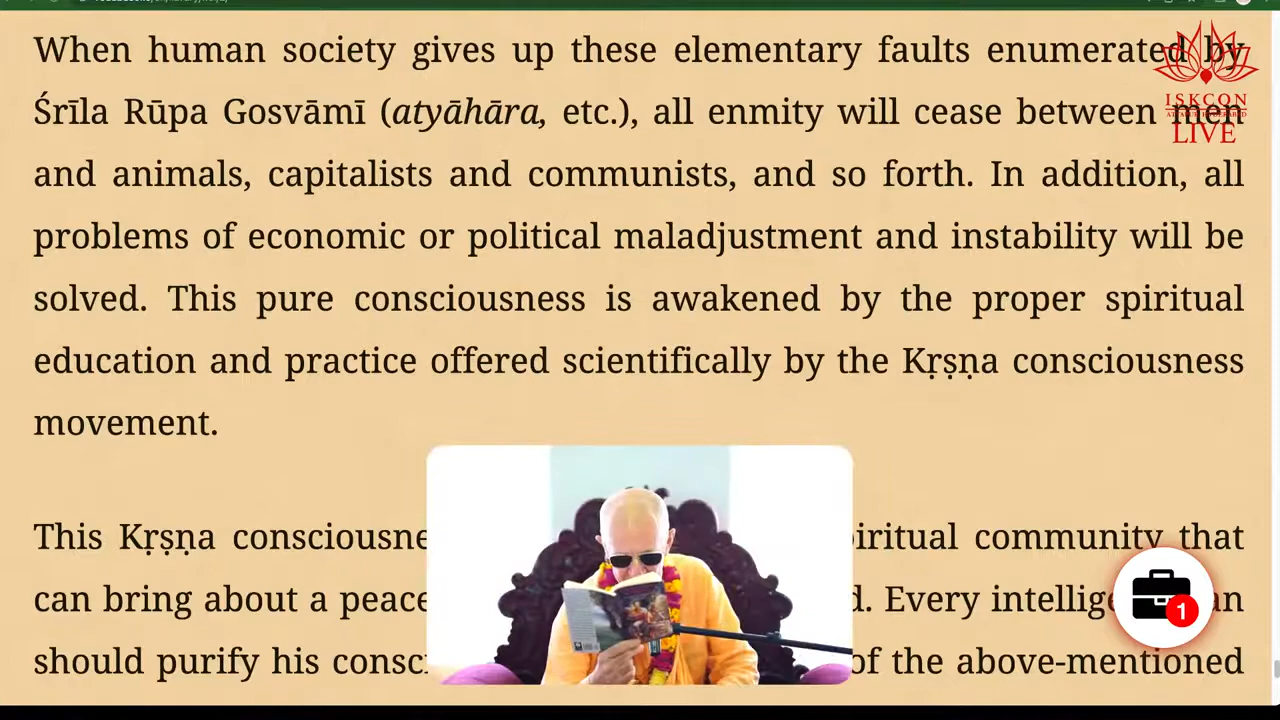 When human society gives up these elementary faults enumerated by
Śrīla Rūpa Gosvāmī (atyāhāra, etc.), all enmity will cease between men
and animals, capitalists and communists, and so forth. In addition, all
problems of economic or political maladjustment and instability will be
solved. This pure consciousness is awakened by the proper spiritual
education and practice offered scientifically by the Kṛṣṇa consciousness
movement.
This Kṛṣṇa consciousne piritual community that
can bring about a peace d. Every intellige an
should purify his consci of the above-mentioned
ISKCON
LIVE
1